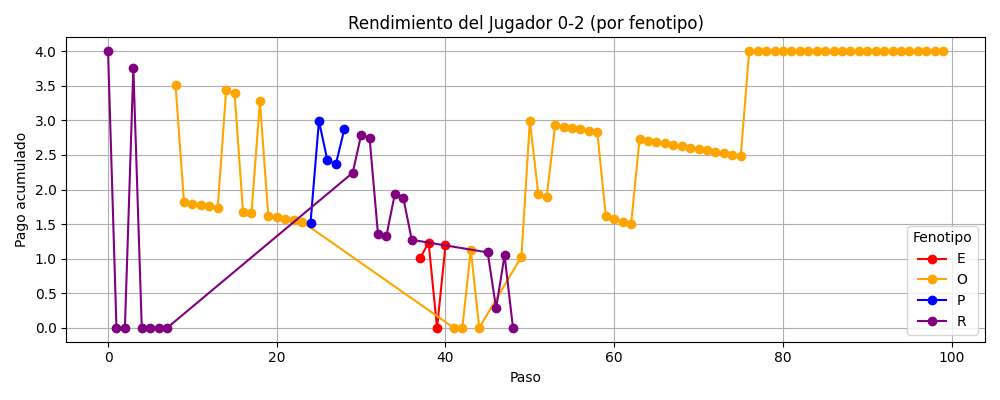 Rendimiento del Jugador 0-2 (por fenotipo)
Pago acumulado
4.0
3.5
3.0
2.5
2.0
1.5
1.0
0.5
0.0
Fenotipo
E
O
P
R
0 20 40 60 80 100
Paso